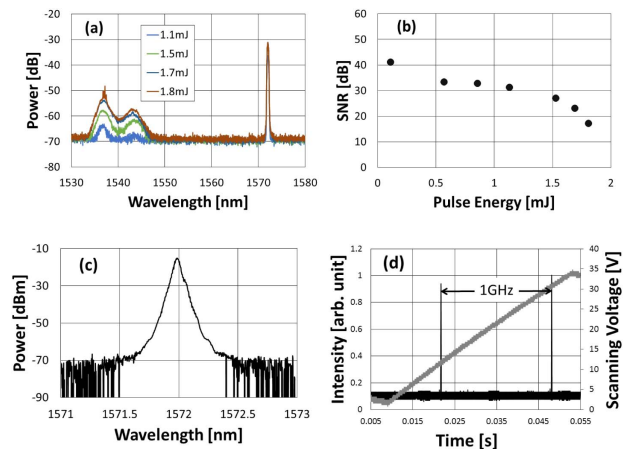 (a)
1.1mJ
1.5mJ
1.7mJ
1.8mJ
Power [dB]
-20
-30
-40
-50
-60
-70
-80
1530 1540 1550 1560 1570 1580
Wavelength [nm]
(b)
SNR [dB]
60
50
40
30
20
10
0
0 0.5 1 1.5 2
Pulse Energy [mJ]
(c)
Power [dBm]
-10
-30
-50
-70
-90
1571 1571.5 1572 1572.5 1573
Wavelength [nm]
(d)
1GHz
Intensity [arb. unit]
1.2
1
0.8
0.6
0.4
0.2
0
Scanning Voltage [V]
40
35
30
25
20
15
10
5
0
0.005 0.015 0.025 0.035 0.045 0.055
Time [s]